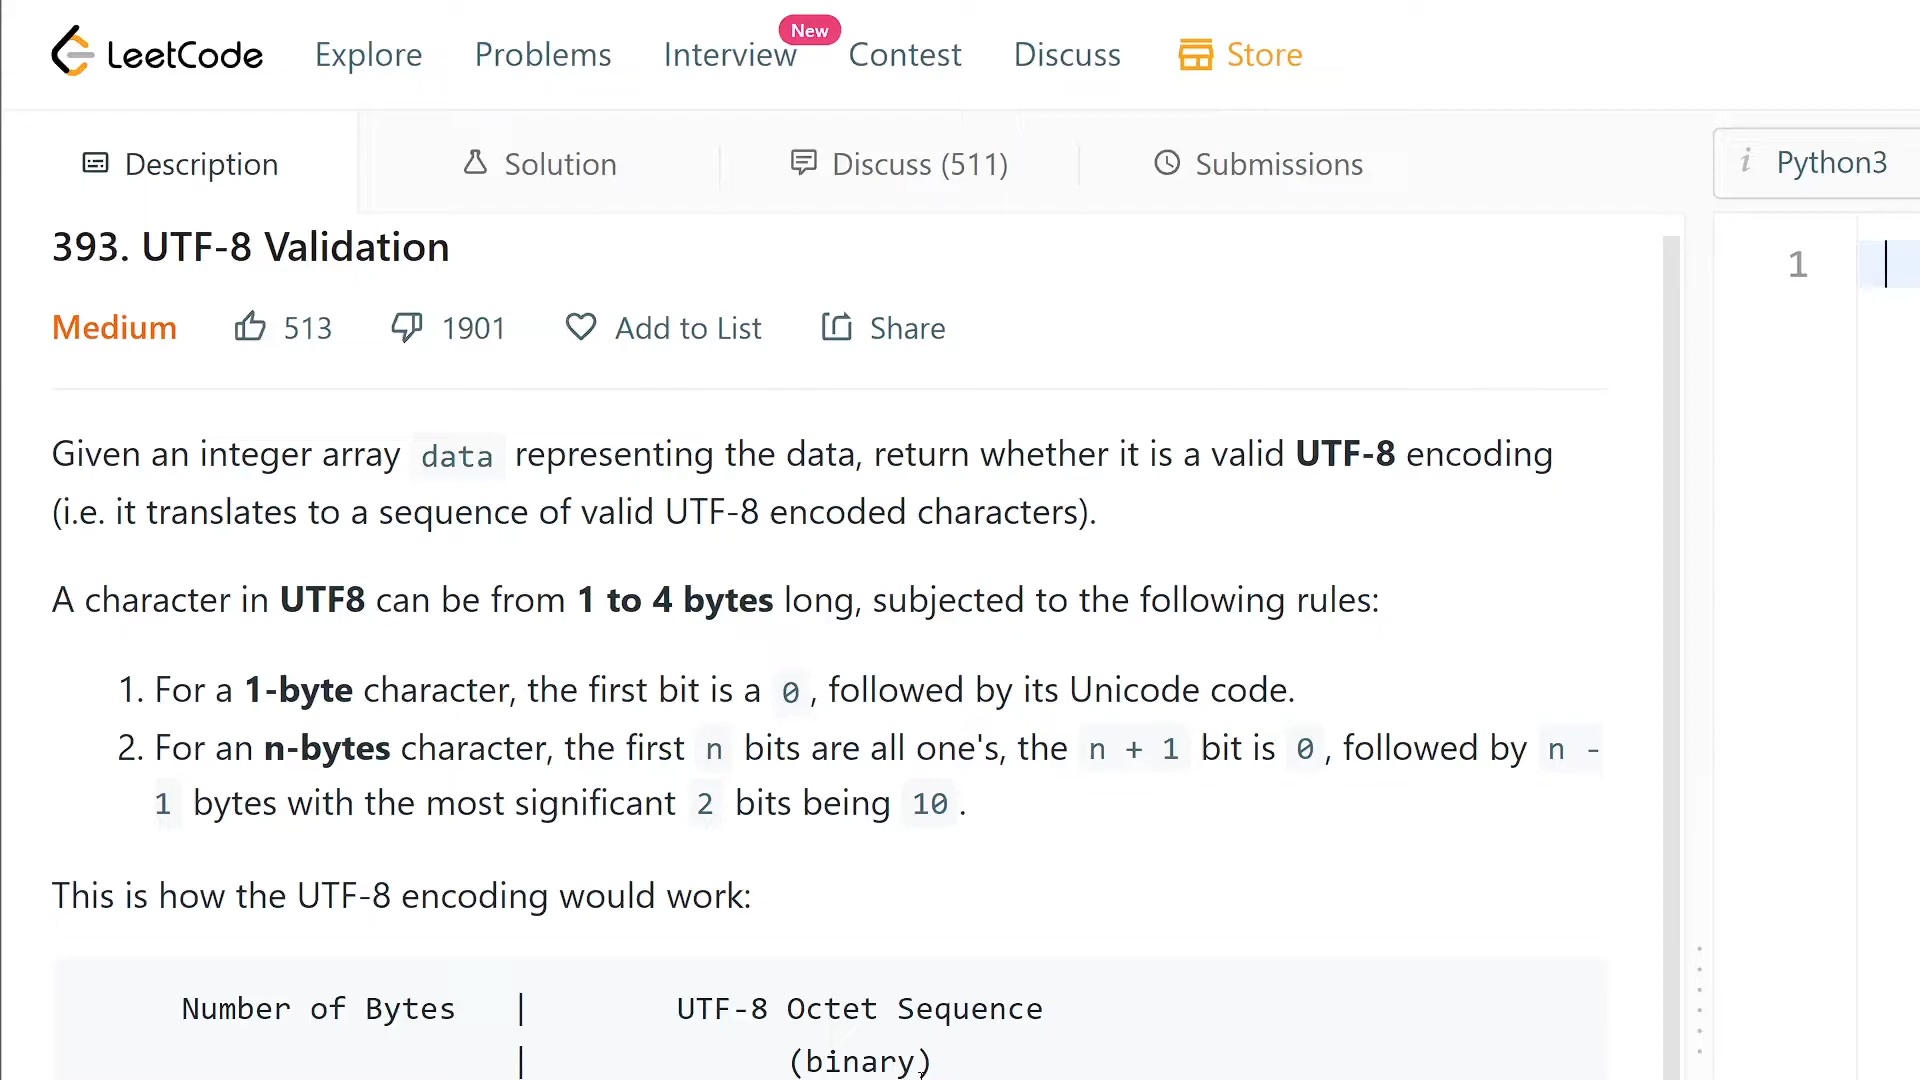 LeetCode Explore Problems Interview New Contest Discuss Store
Description Solution Discuss (511) Submissions
i Python3
393. UTF-8 Validation
1
Medium 513 1901 Add to List Share
Given an integer array data representing the data, return whether it is a valid UTF-8 encoding
(i.e. it translates to a sequence of valid UTF-8 encoded characters).
A character in UTF8 can be from 1 to 4 bytes long, subjected to the following rules:
1. For a 1-byte character, the first bit is a 0, followed by its Unicode code.
2. For an n-bytes character, the first n bits are all one's, the n + 1 bit is 0, followed by n -
1 bytes with the most significant 2 bits being 10.
This is how the UTF-8 encoding would work:
Number of Bytes | UTF-8 Octet Sequence
| (binary)